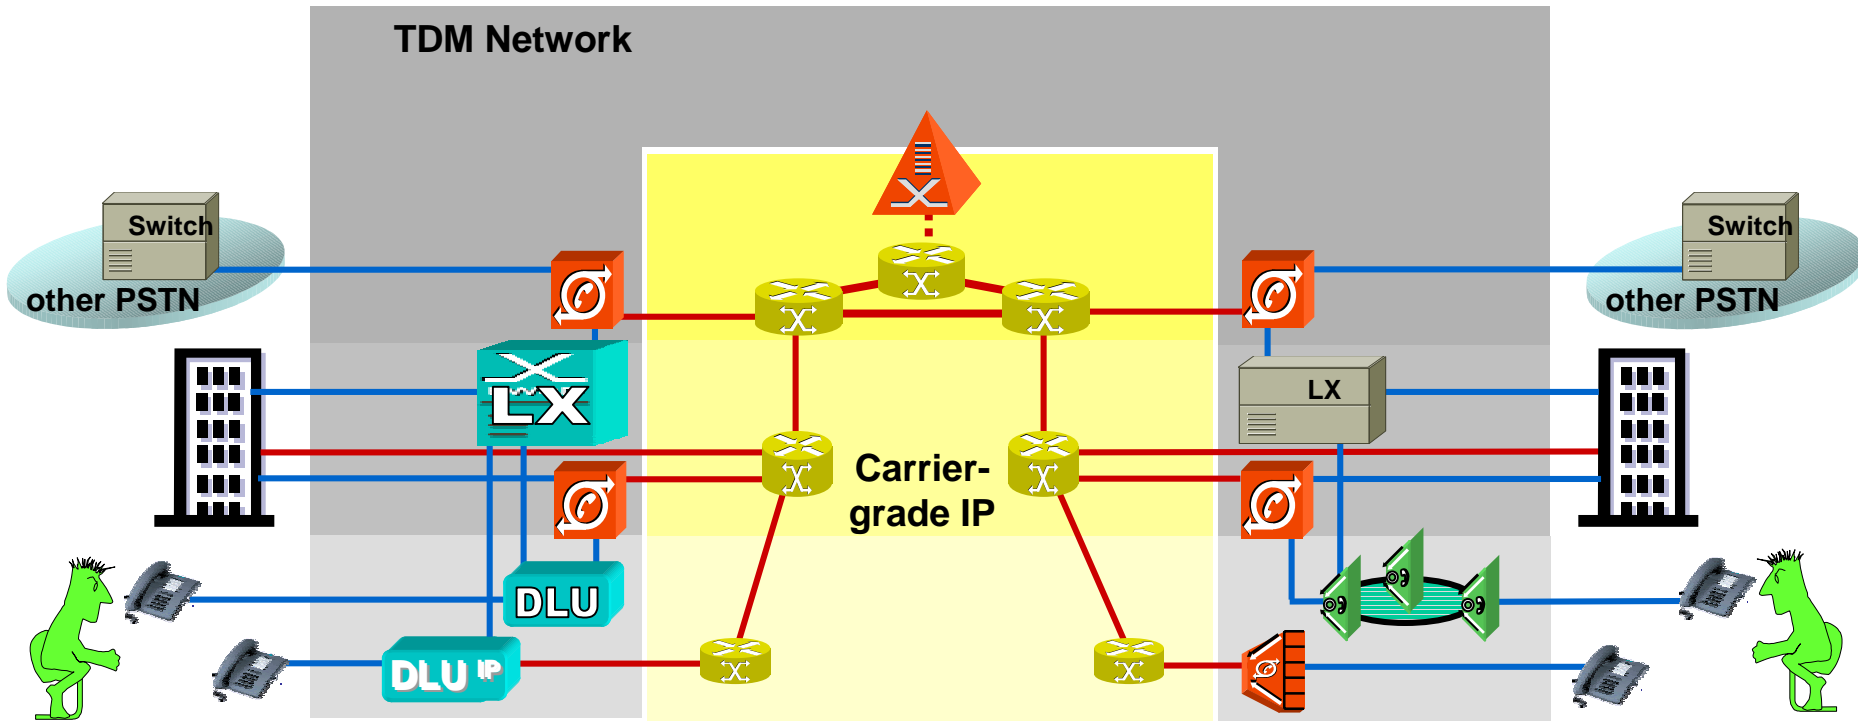 TDM Network
Switch
other PSTN
Switch
other PSTN
LX
LX
Carrier-
grade IP
DLU
DLU IP